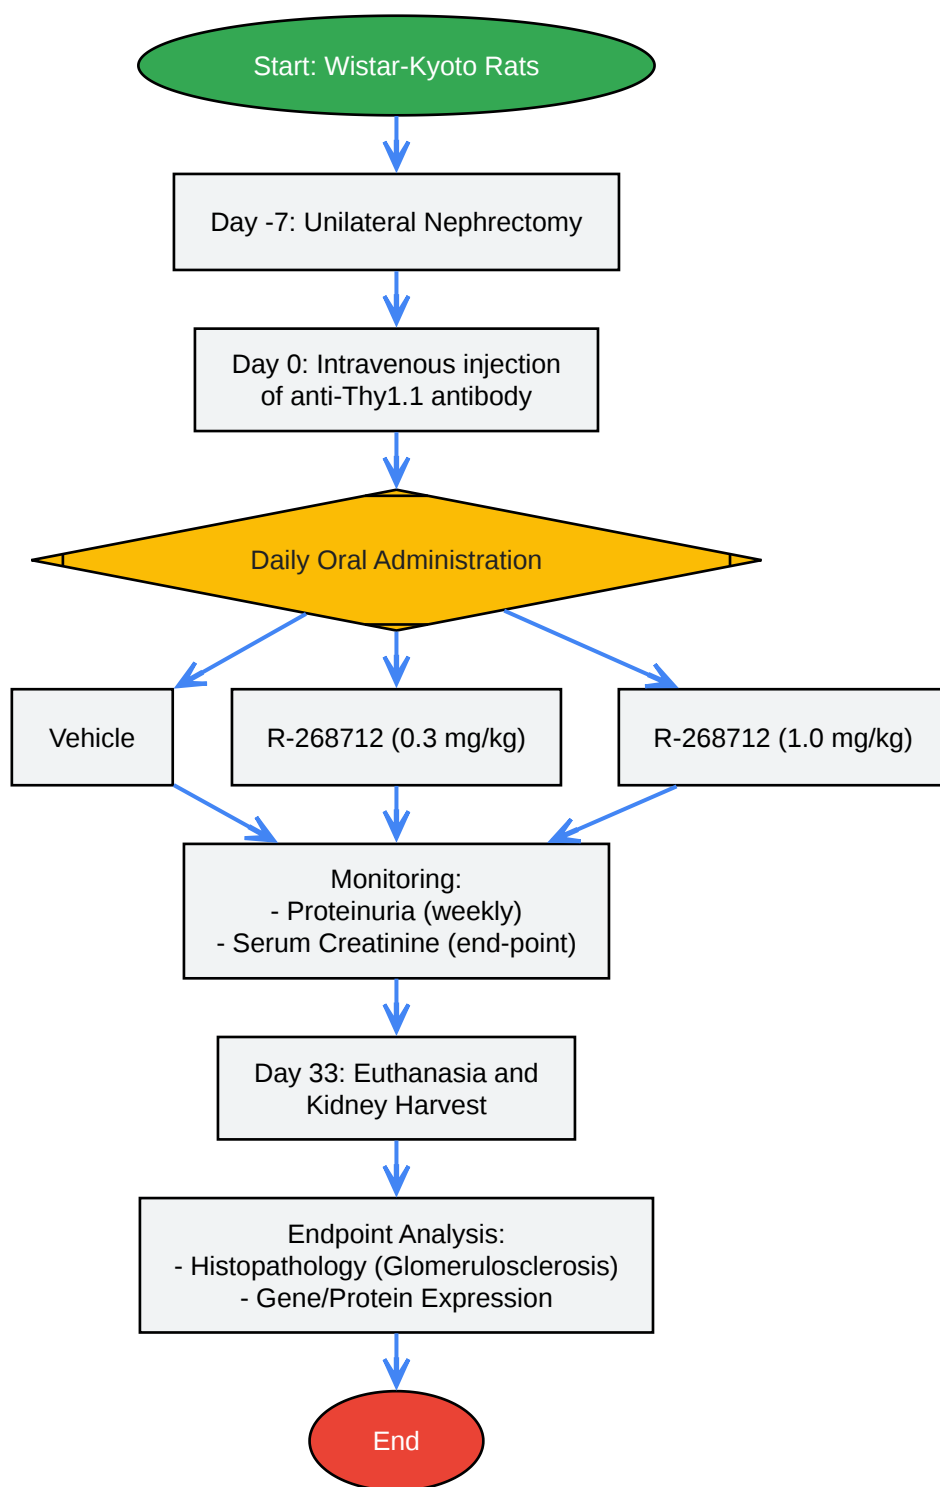 Start: Wistar-Kyoto Rats
Day -7: Unilateral Nephrectomy
Day 0: Intravenous injection
of anti-Thy1.1 antibody
Daily Oral Administration
Vehicle
R-268712 (0.3 mg/kg)
R-268712 (1.0 mg/kg)
Monitoring:
- Proteinuria (weekly)
- Serum Creatinine (end-point)
Day 33: Euthanasia and
Kidney Harvest
Endpoint Analysis:
- Histopathology (Glomerulosclerosis)
- Gene/Protein Expression
End